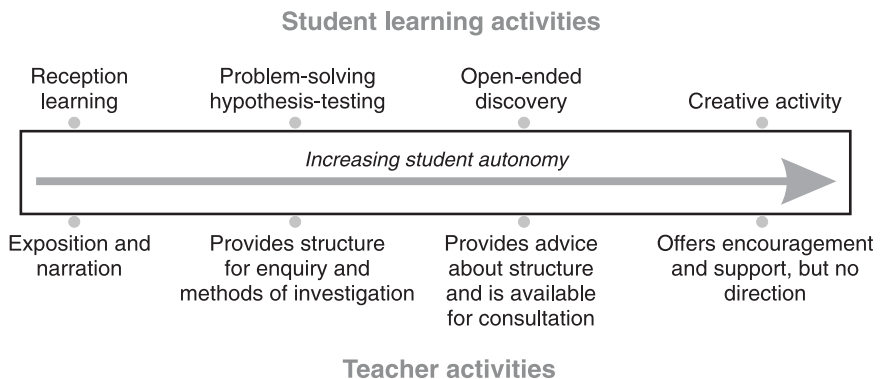 Student learning activities
Reception
learning
Problem-solving
hypothesis-testing
Open-ended
discovery
Creative activity
Increasing student autonomy
Exposition and
narration
Provides structure
for enquiry and
methods of investigation
Provides advice
about structure
and is available
for consultation
Offers encouragement
and support, but no
direction
Teacher activities